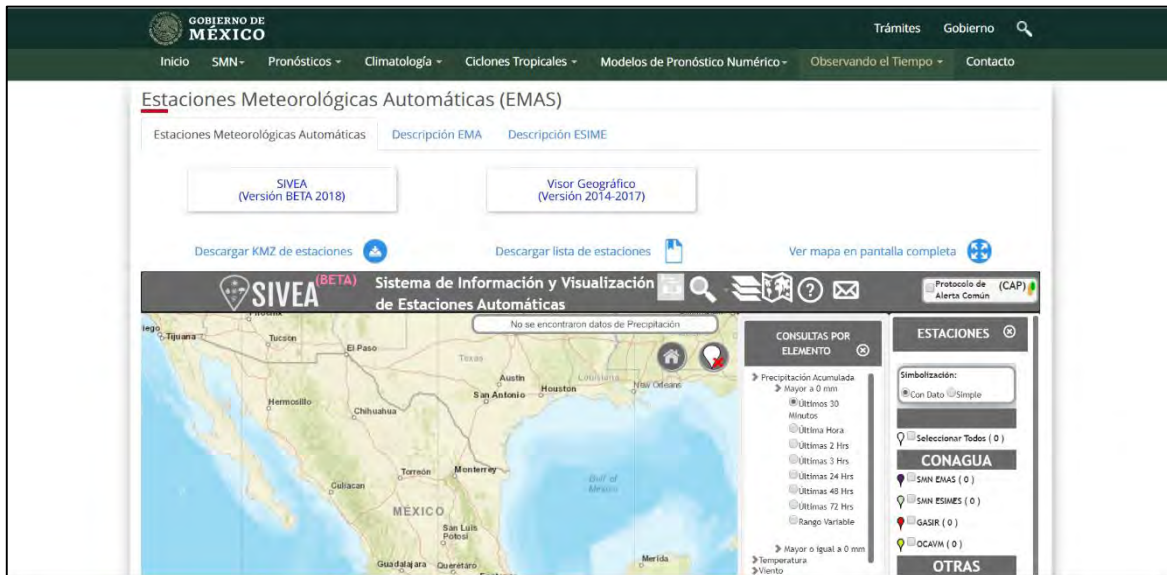 GOBIERNO DE
MÉXICO
Trámites Gobierno
Inicio SMN Pronósticos Climatología Ciclones Tropicales Modelos de Pronóstico Numérico Observando el Tiempo Contacto
Estaciones Meteorológicas Automáticas (EMAS)
Estaciones Meteorológicas Automáticas Descripción EMA Descripción ESIME
SIVEA
(Versión BETA 2018)
Visor Geográfico
(Versión 2014-2017)
Descargar KMZ de estaciones Descargar lista de estaciones Ver mapa en pantalla completa
SIVEA (BETA)
Sistema de Información y Visualización
de Estaciones Automáticas
Protocolo de
Alerta Común
(CAP)
No se encontraron datos de Precipitación
Tijuana
Tucson
El Paso
Texas
Austin
Houston
Louisiana
New Orleans
San Antonio
Hermosillo
Chihuahua
Torreón
Monterrey
Culiacan
Gulf of
Mexico
MÉXICO
San Luis
Potosí
Guadalajara
Querétaro
Merida
CONSULTAS POR
ELEMENTO
Precipitación Acumulada
Mayor a 0 mm
Últimos 30
Minutos
Última Hora
Últimas 2 Hrs
Últimas 3 Hrs
Últimas 24 Hrs
Últimas 48 Hrs
Últimas 72 Hrs
Rango Variable
Mayor o igual a 0 mm
Temperatura
Viento
ESTACIONES
Simbolización:
Con Dato Simple
Seleccionar Todos ( 0 )
CONAGUA
SMN EMAS ( 0 )
SMN ESIMES ( 0 )
GASIR ( 0 )
OCAVM ( 0 )
OTRAS